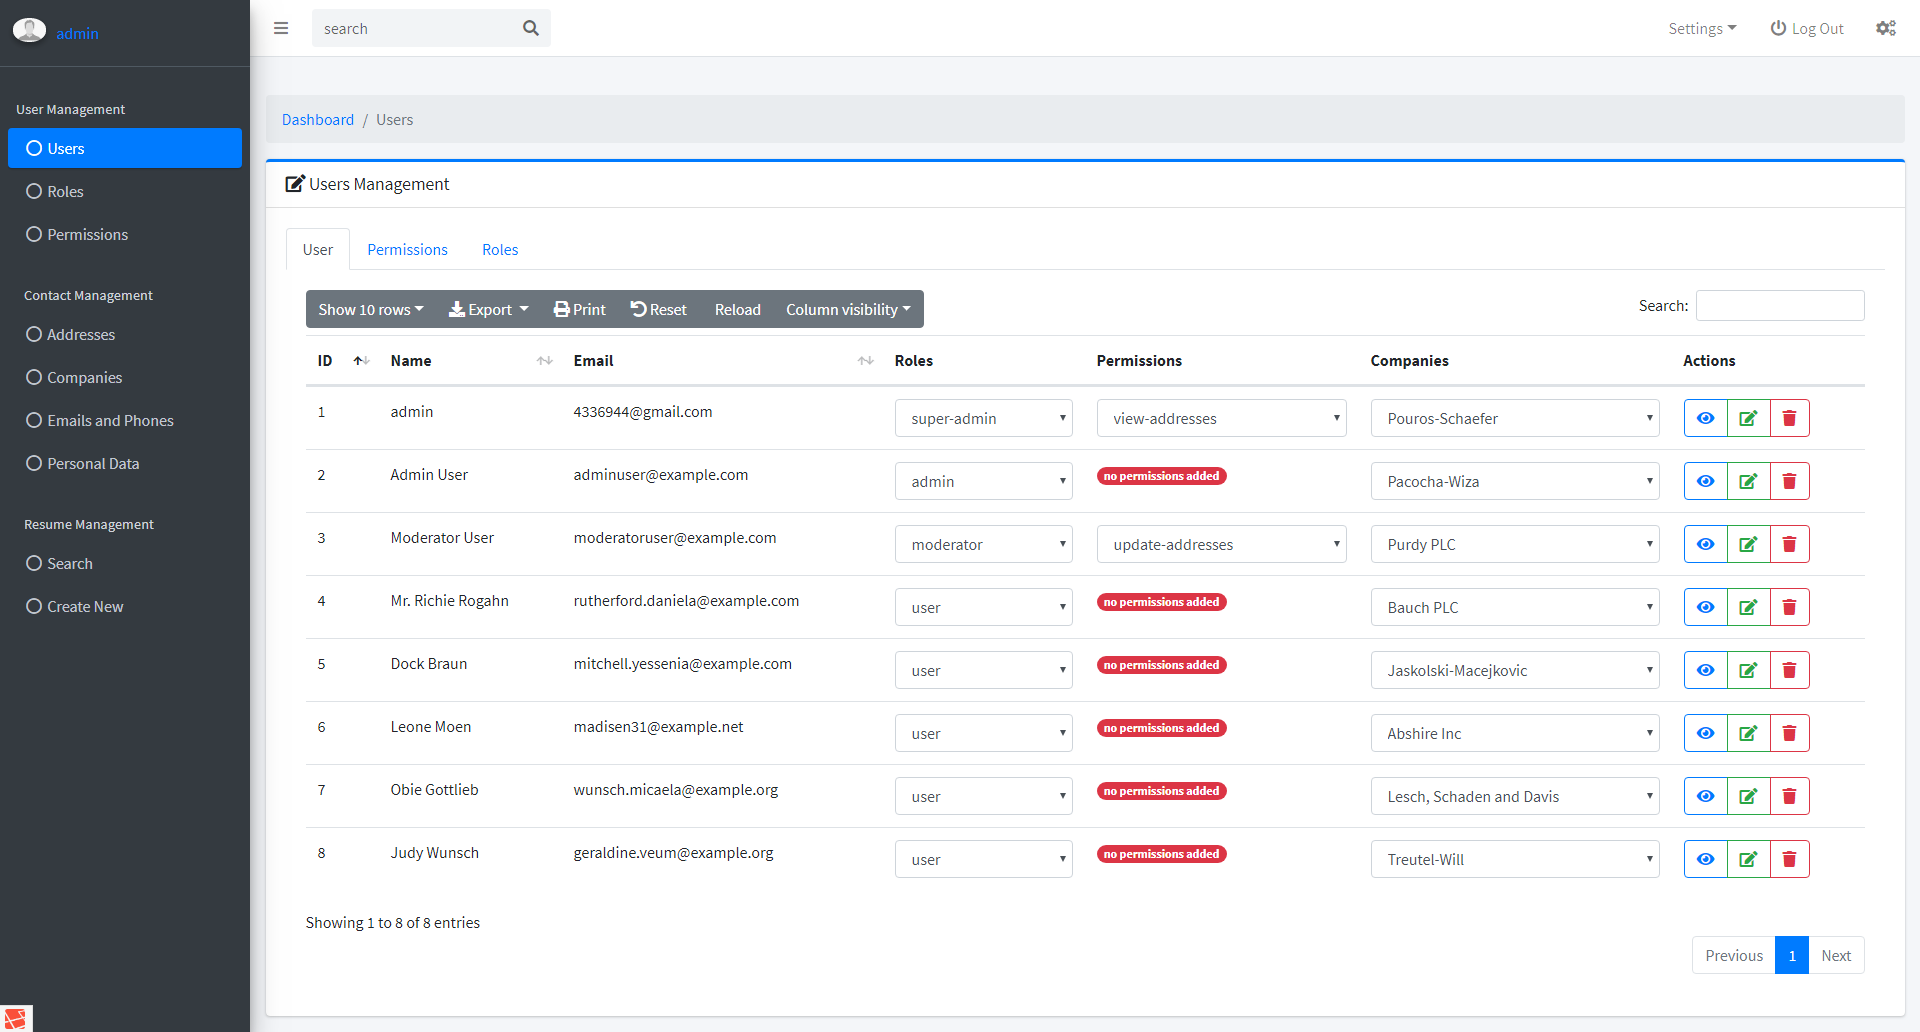 admin
search
Settings
Log Out
User Management
Users
Roles
Permissions
Contact Management
Addresses
Companies
Emails and Phones
Personal Data
Resume Management
Search
Create New
Dashboard / Users
Users Management
User Permissions Roles
Show 10 rows Export Print Reset Reload Column visibility Search:
ID Name Email Roles Permissions Companies Actions
1 admin 4336944@gmail.com super-admin view-addresses Pouros-Schaefer
2 Admin User adminuser@example.com admin no permissions added Pacocha-Wiza
3 Moderator User moderatoruser@example.com moderator update-addresses Purdy PLC
4 Mr. Richie Rogahn rutherford.daniela@example.com user no permissions added Bauch PLC
5 Dock Braun mitchell.yessenia@example.com user no permissions added Jaskolski-Macejkovic
6 Leone Moen madisen31@example.net user no permissions added Abshire Inc
7 Obie Gottlieb wunsch.micaela@example.org user no permissions added Lesch, Schaden and Davis
8 Judy Wunsch geraldine.veum@example.org user no permissions added Treutel-Will
Showing 1 to 8 of 8 entries
Previous 1 Next